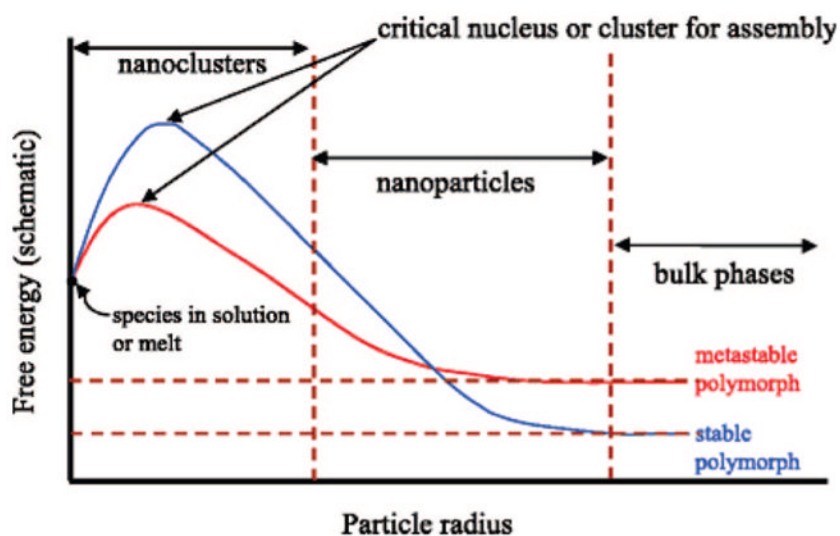 critical nucleus or cluster for assembly
nanoclusters
nanoparticles
bulk phases
species in solution
or melt
metastable
polymorph
stable
polymorph
Free energy (schematic)
Particle radius